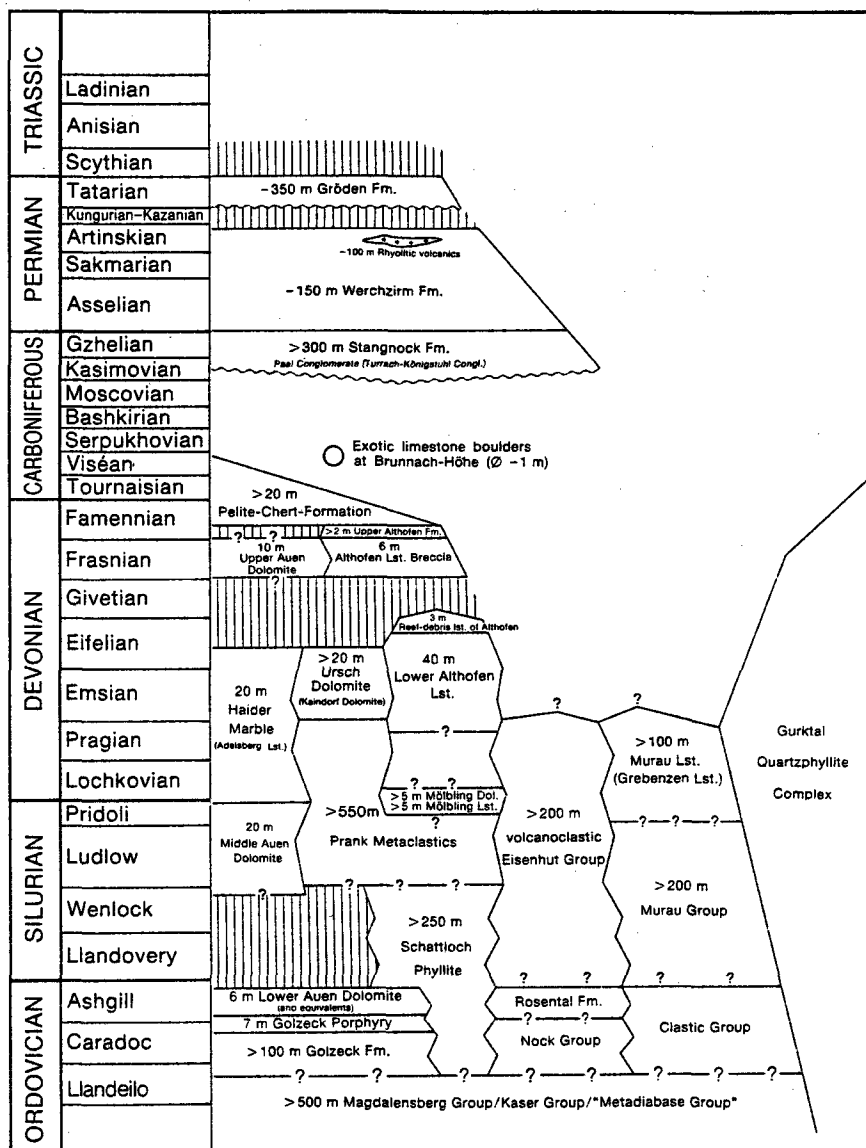 TRIASSIC
Ladinian
Anisian
Scythian
PERMIAN
Tatarian
~350 m Gröden Fm.
Kungurian-Kazanian
Artinskian
~100 m Rhyolitic volcanics
Sakmarian
Asselian
~150 m Werchzirm Fm.
CARBONIFEROUS
Gzhelian
>300 m Stangnock Fm.
Paal Conglomerate (Turrach-Königstuhl Congl.)
Kasimovian
Moscovian
Bashkirian
Serpukhovian
Exotic limestone boulders
at Brunnach-Höhe (Ø ~1 m)
Viséan
Tournaisian
>20 m
Pelite-Chert-Formation
DEVONIAN
Famennian
? ?
>2 m Upper Althofen Fm.
Frasnian
10 m
Upper Auen
Dolomite
6 m
Althofen Lst. Breccia
?
Givetian
3 m
Reef-debris lst. of Althofen
Eifelian
Emsian
20 m
Haider
Marble
(Adelsberg Lst.)
>20 m
Ursch
Dolomite
(Kaindorf Dolomite)
40 m
Lower Althofen
Lst.
? ?
Pragian
?
>100 m
Murau Lst.
(Grebenzen Lst.)
Gurktal
Quartzphyllite
Complex
Lochkovian
? ?
>5 m Mölbling Dol.
>5 m Mölbling Lst.
?
SILURIAN
Pridoli
Ludlow
20 m
Middle Auen
Dolomite
?
>550m
Prank Metaclastics
? ? ?
>200 m
volcanoclastic
Eisenhut Group
? ? ?
>200 m
Murau Group
Wenlock
Llandovery
>250 m
Schattloch
Phyllite
? ? ? ?
ORDOVICIAN
Ashgill
6 m Lower Auen Dolomite
(and equivalents)
Rosental Fm.
? ?
7 m Golzeck Porphyry
Caradoc
>100 m Golzeck Fm.
Nock Group
Clastic Group
? ? ? ? ? ? ? ? ?
Llandeilo
>500 m Magdalensberg Group/Kaser Group/"Metadiabase Group"